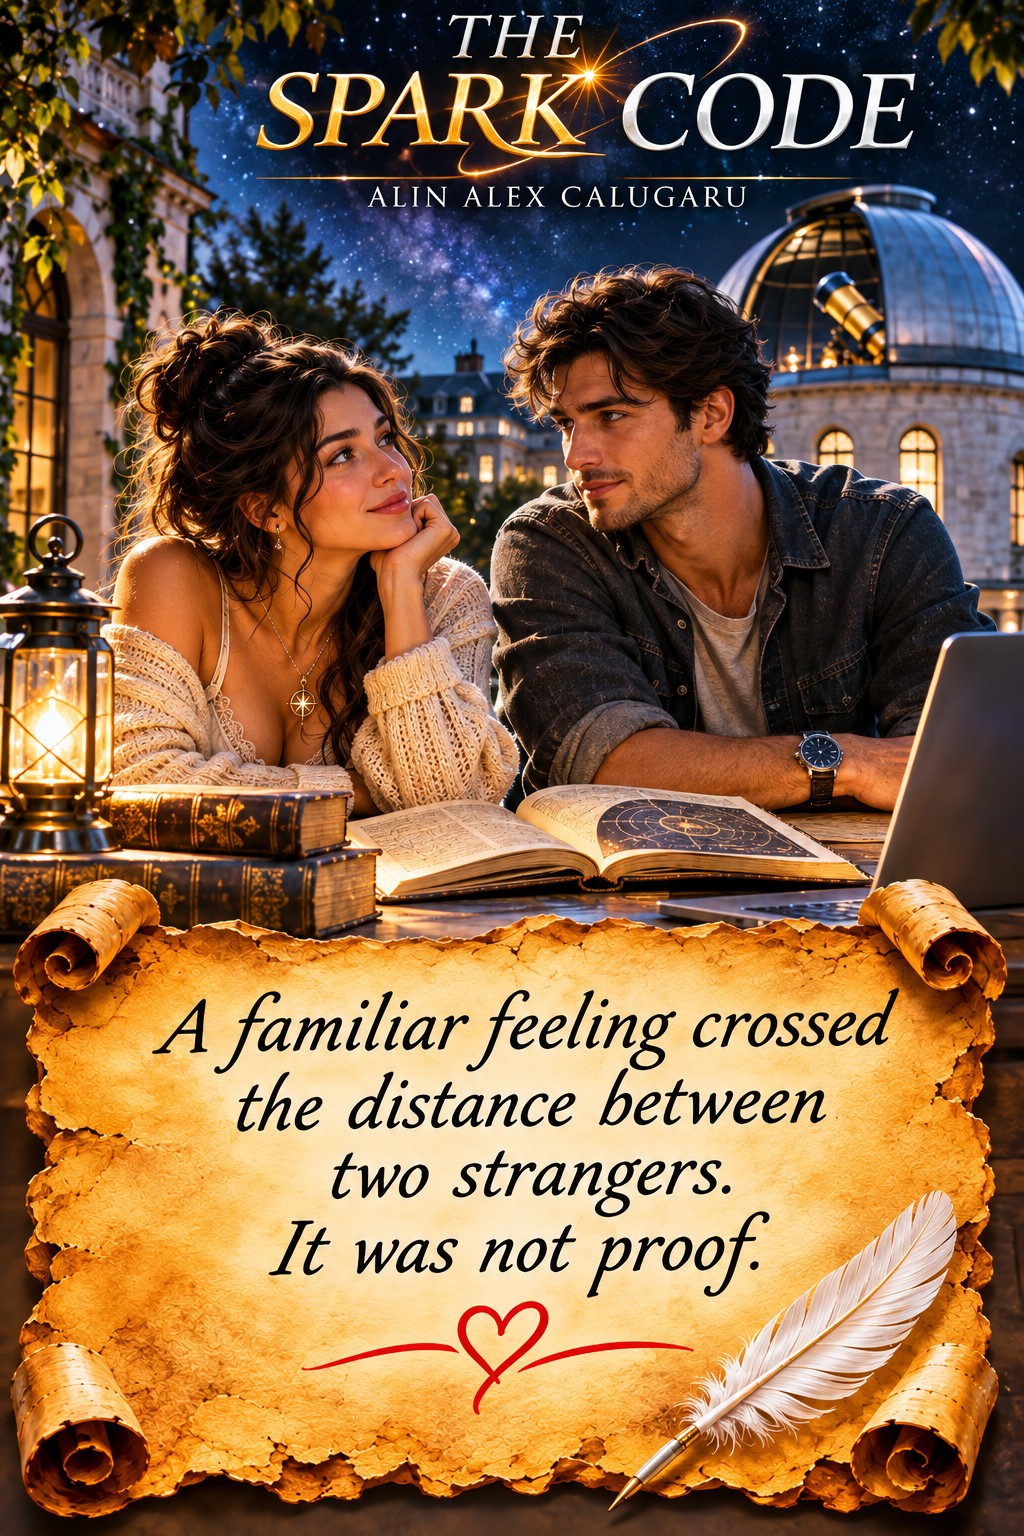 THE
SPARK CODE
ALIN ALEX CALUGARU
A familiar feeling crossed
the distance between
two strangers.
It was not proof.